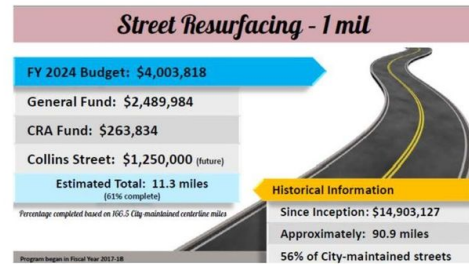 Street Resurfacing - 1 mil
FY 2024 Budget: $4,003,818
General Fund: $2,489,984
CRA Fund: $263,834
Collins Street: $1,250,000 (future)
Estimated Total: 11.3 miles
(61% complete)
Percentage completed based on 166.5 City-maintained centerline miles
Historical Information
Since Inception: $14,903,127
Approximately: 90.9 miles
56% of City-maintained streets
Program began in Fiscal Year 2017-18